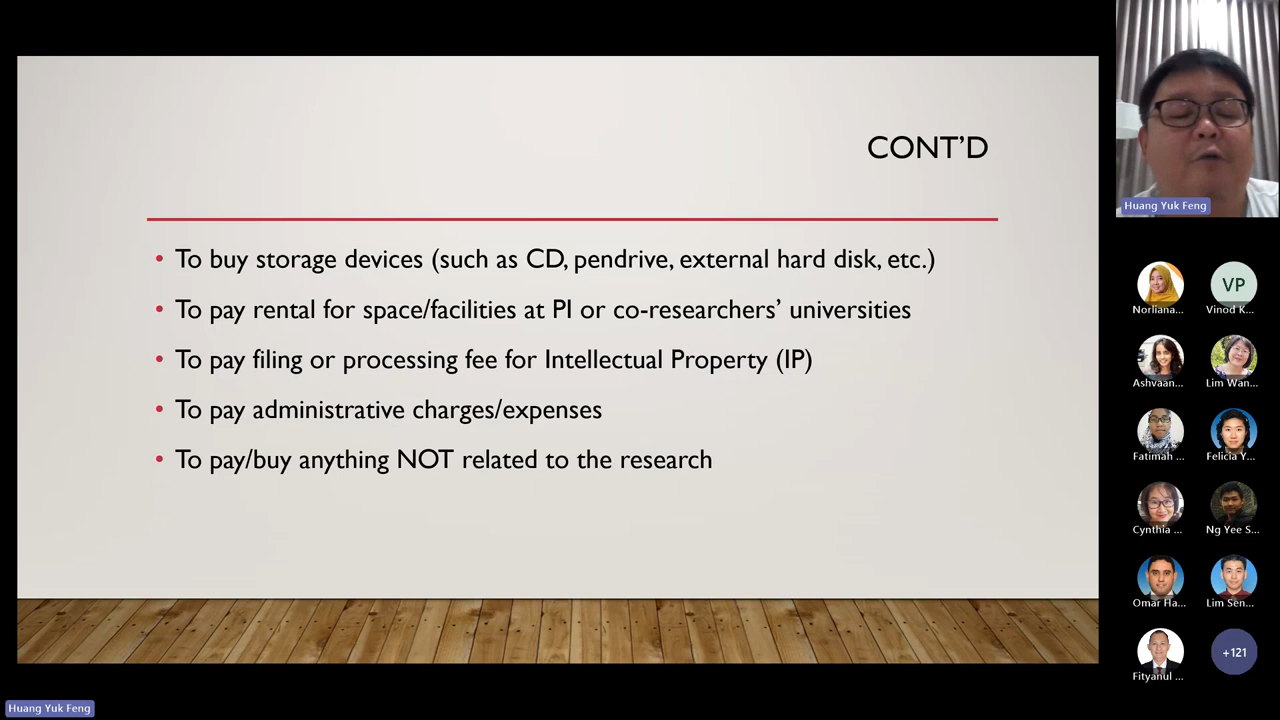 CONT'D
• To buy storage devices (such as CD, pendrive, external hard disk, etc.)
• To pay rental for space/facilities at PI or co-researchers' universities
• To pay filing or processing fee for Intellectual Property (IP)
• To pay administrative charges/expenses
• To pay/buy anything NOT related to the research
Huang Yuk Feng
VP
Norliana...
Vinod K...
Ashvaan...
Lim Wan...
Fatimah ...
Felicia Y...
Cynthia ...
Ng Yee S...
Omar Ha...
Lim Sen...
+121
Fityanul ...
Huang Yuk Feng